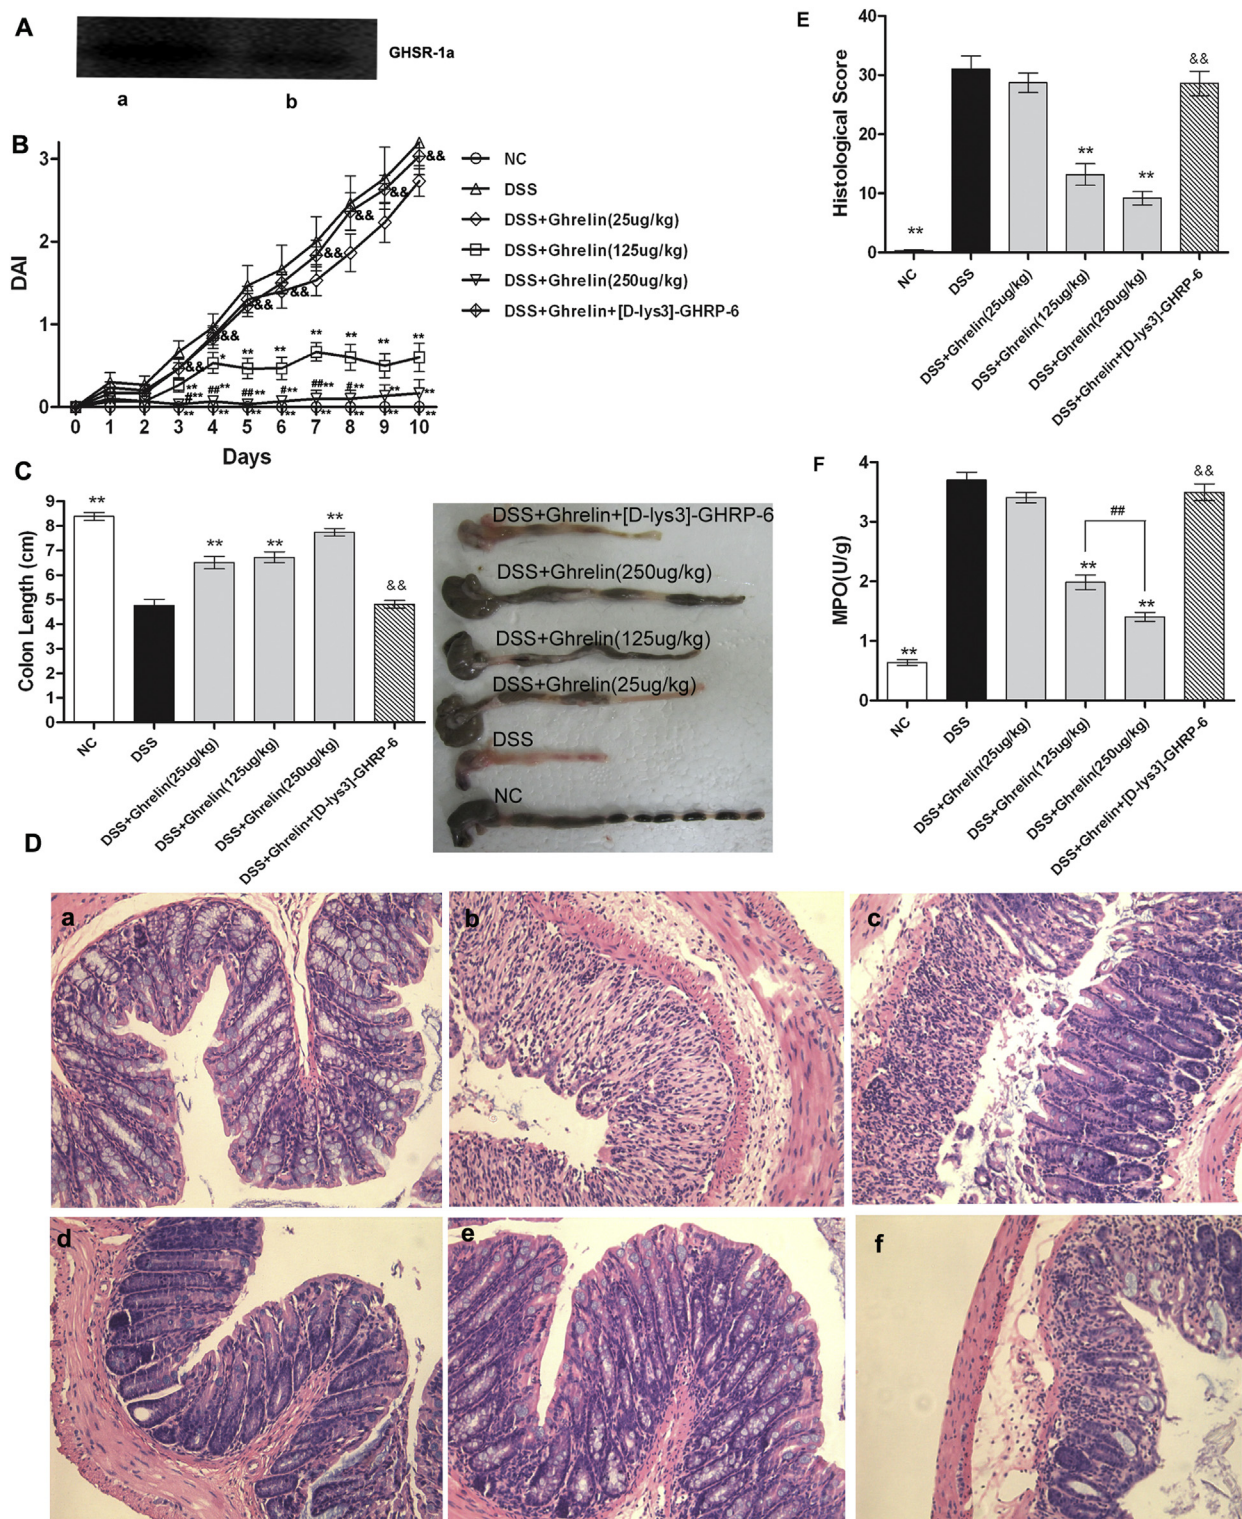 A
GHSR-1a
a
b
B
DAI
3
2
1
0
0 1 2 3 4 5 6 7 8 9 10
Days
NC
DSS
DSS+Ghrelin(25ug/kg)
DSS+Ghrelin(125ug/kg)
DSS+Ghrelin(250ug/kg)
DSS+Ghrelin+[D-lys3]-GHRP-6
&& && && && && && &&
** * ** ** ** ** ** **
#** ##** ##** #** ##** #** ** **
** ** ** ** ** ** ** **
C
Colon Length (cm)
9
8
7
6
5
4
3
2
1
0
** ** ** ** &&
NC
DSS
DSS+Ghrelin(25ug/kg)
DSS+Ghrelin(125ug/kg)
DSS+Ghrelin(250ug/kg)
DSS+Ghrelin+[D-lys3]-GHRP-6
DSS+Ghrelin+[D-lys3]-GHRP-6
DSS+Ghrelin(250ug/kg)
DSS+Ghrelin(125ug/kg)
DSS+Ghrelin(25ug/kg)
DSS
NC
E
Histological Score
40
30
20
10
0
** ** ** &&
NC
DSS
DSS+Ghrelin(25ug/kg)
DSS+Ghrelin(125ug/kg)
DSS+Ghrelin(250ug/kg)
DSS+Ghrelin+[D-lys3]-GHRP-6
F
MPO(U/g)
4
3
2
1
0
** ** ## ** &&
NC
DSS
DSS+Ghrelin(25ug/kg)
DSS+Ghrelin(125ug/kg)
DSS+Ghrelin(250ug/kg)
DSS+Ghrelin+[D-lys3]-GHRP-6
D
a
b
c
d
e
f